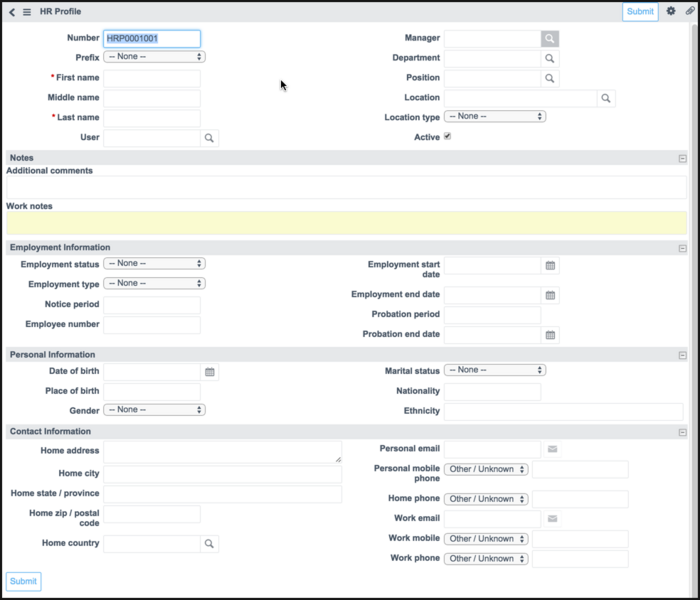 HR Profile
Submit
Number HRP0001001
Manager
Prefix -- None --
Department
* First name
Position
Middle name
Location
* Last name
Location type -- None --
User
Active
Notes
Additional comments
Work notes
Employment Information
Employment status -- None --
Employment start
date
Employment type -- None --
Employment end date
Notice period
Probation period
Employee number
Probation end date
Personal Information
Date of birth
Marital status -- None --
Place of birth
Nationality
Gender -- None --
Ethnicity
Contact Information
Home address
Personal email
Home city
Personal mobile
phone Other / Unknown
Home state / province
Home phone Other / Unknown
Home zip / postal
code
Work email
Home country
Work mobile Other / Unknown
Work phone Other / Unknown
Submit